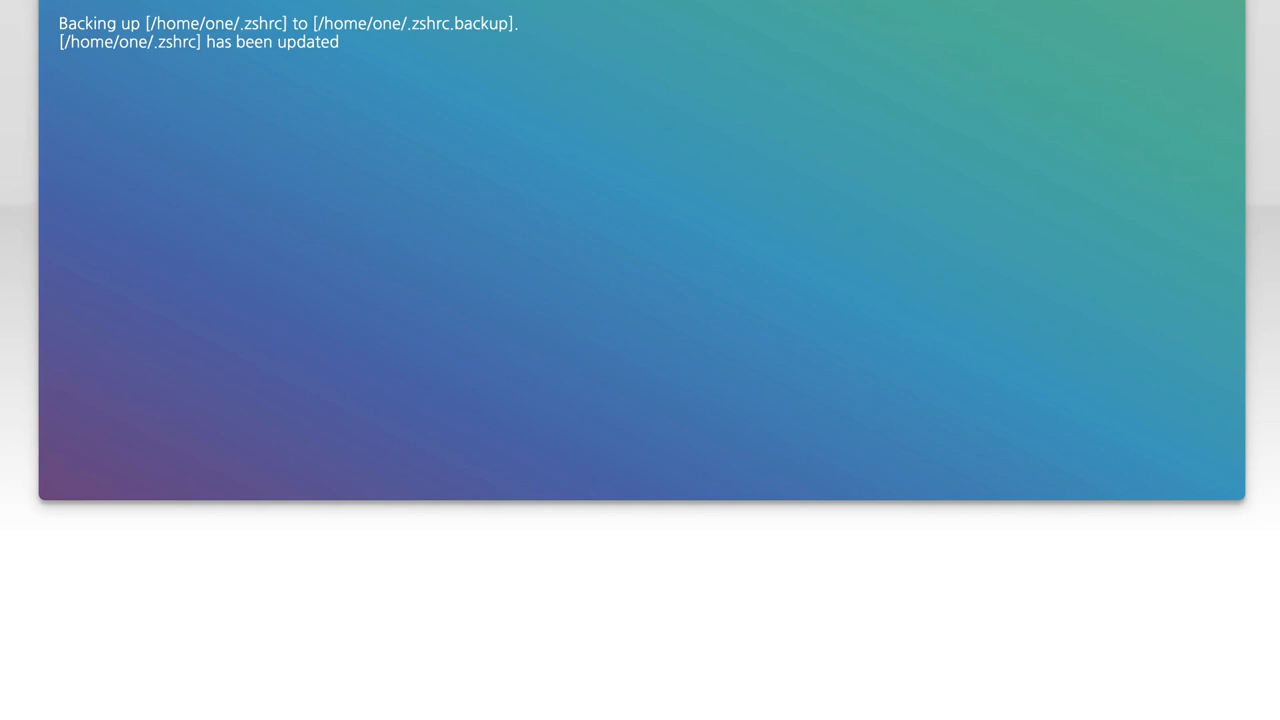 Backing up [/home/one/.zshrc] to [/home/one/.zshrc.backup].
[/home/one/.zshrc] has been updated